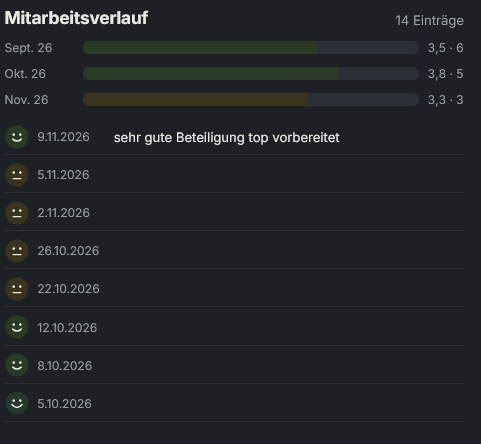 Mitarbeitsverlauf 14 Einträge
Sept. 26 3,5 · 6
Okt. 26 3,8 · 5
Nov. 26 3,3 · 3
9.11.2026 sehr gute Beteiligung top vorbereitet
5.11.2026
2.11.2026
26.10.2026
22.10.2026
12.10.2026
8.10.2026
5.10.2026